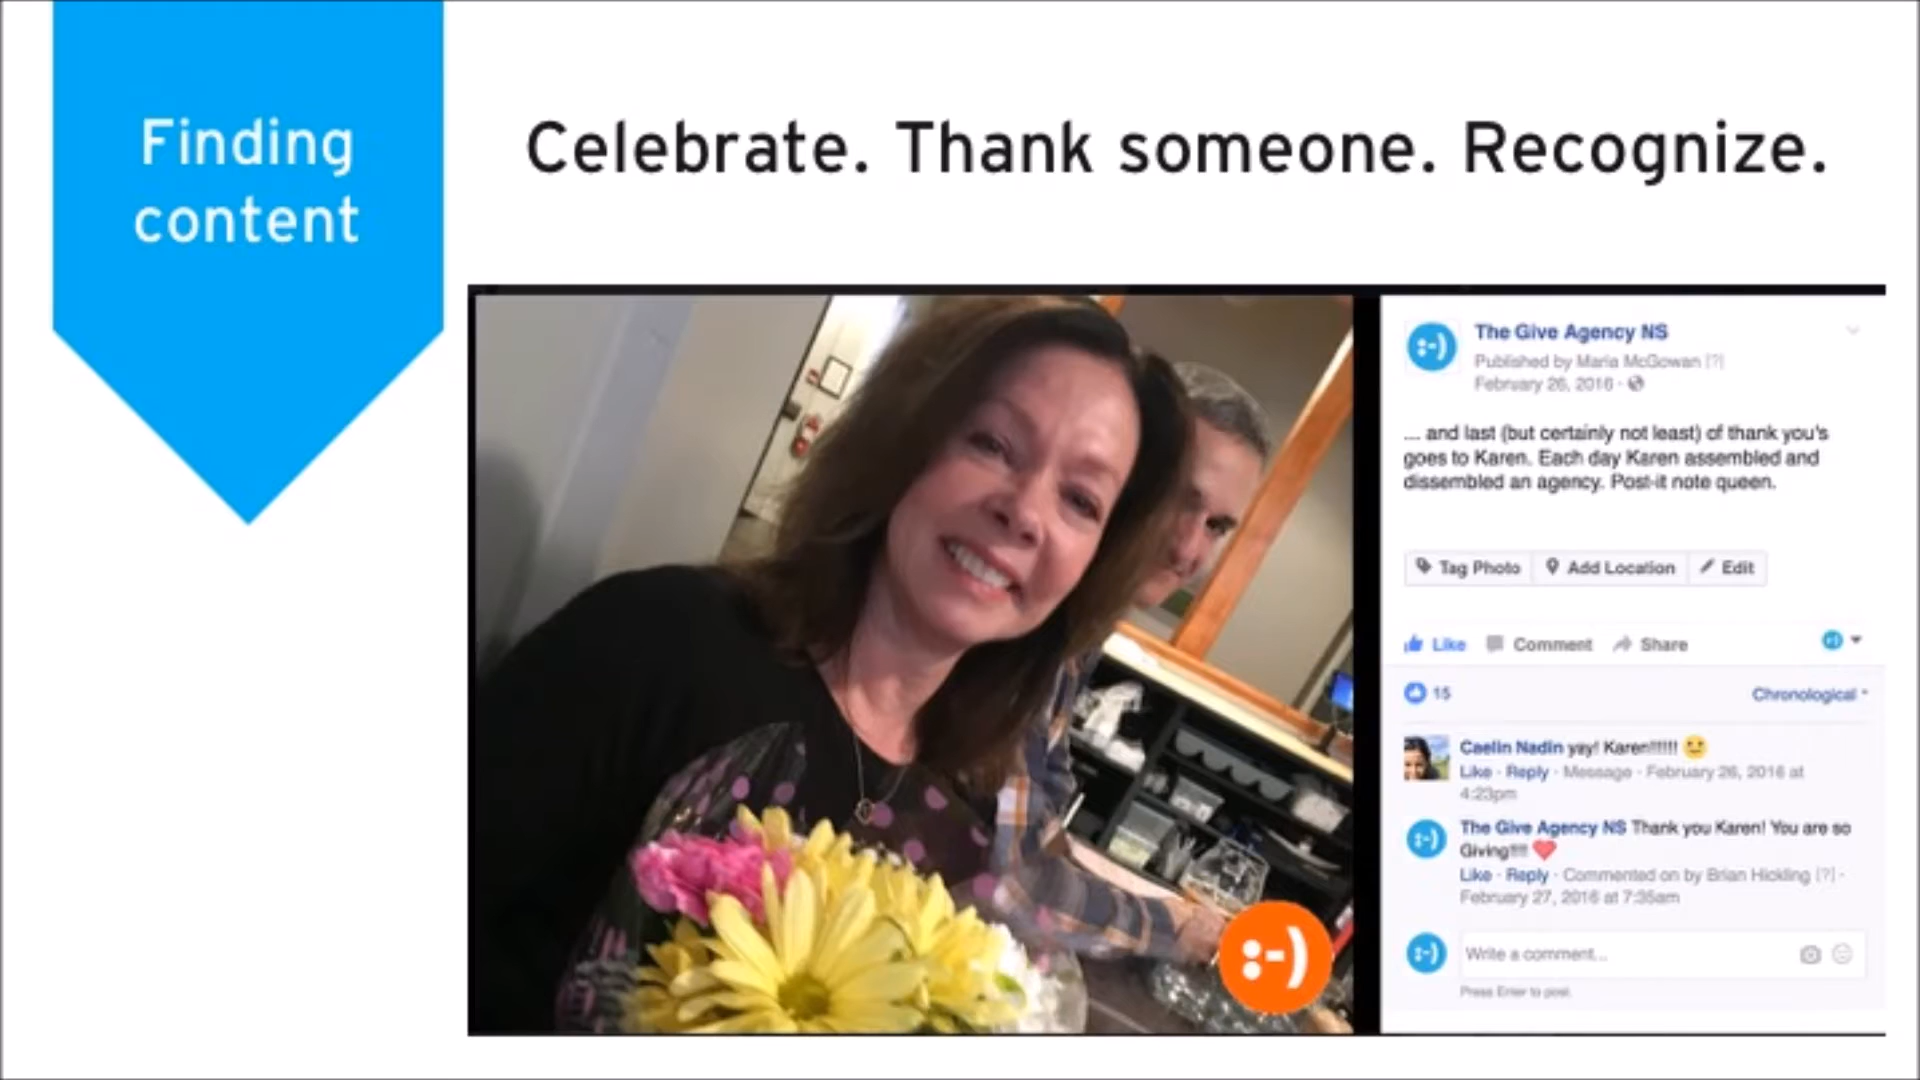 Finding
content
Celebrate. Thank someone. Recognize.
:-)
The Give Agency NS
Published by Maria McGowan [?]
February 26, 2016 ·
... and last (but certainly not least) of thank you's
goes to Karen. Each day Karen assembled and
dissembled an agency. Post-it note queen.
Tag Photo Add Location Edit
Like Comment Share
15 Chronological
Caelin Nadin yay! Karen!!!!!!
Like · Reply · Message · February 26, 2016 at
4:23pm
:-)
The Give Agency NS Thank you Karen! You are so
Giving!!!!
Like · Reply · Commented on by Brian Hickling [?] ·
February 27, 2016 at 7:35am
:-) Write a comment...
Press Enter to post.
:-)